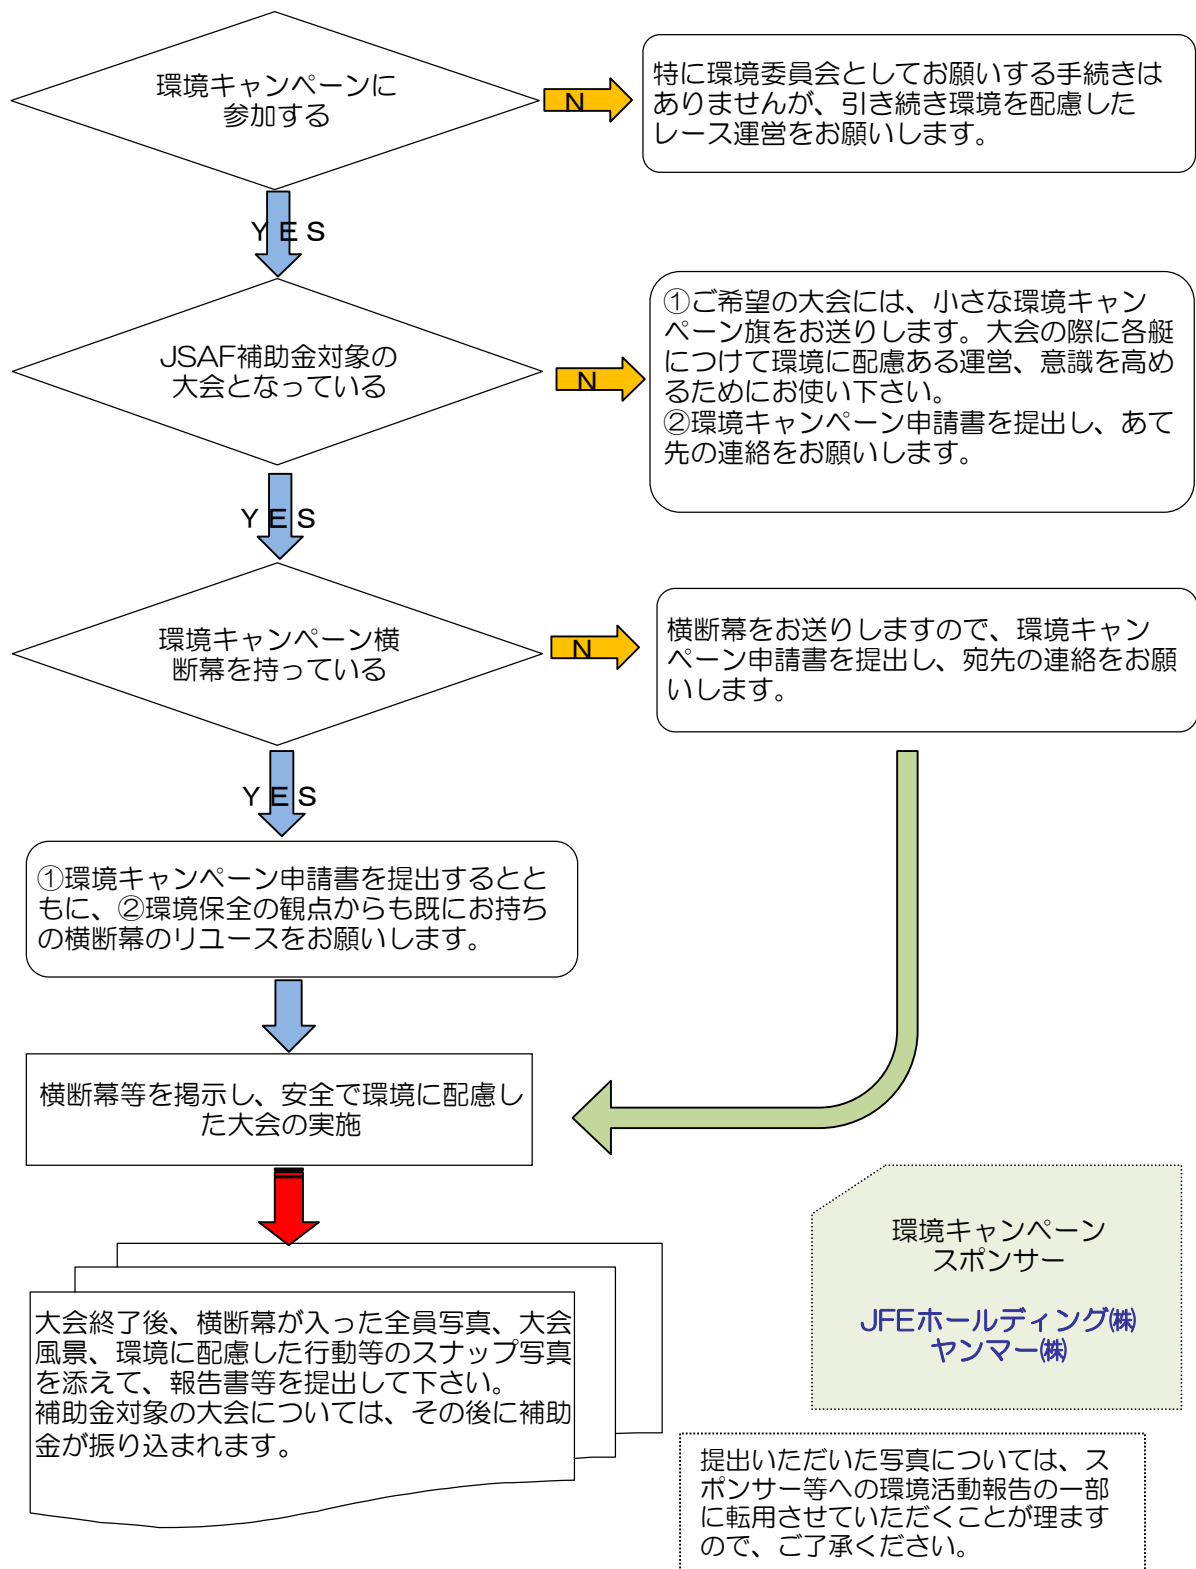 環境キャンペーンに
参加する
N
特に環境委員会としてお願いする手続きは
ありませんが、引き続き環境を配慮した
レース運営をお願いします。
YES
JSAF補助金対象の
大会となっている
N
①ご希望の大会には、小さな環境キャン
ペーン旗をお送りします。大会の際に各艇
につけて環境に配慮ある運営、意識を高め
るためにお使い下さい。
②環境キャンペーン申請書を提出し、あて
先の連絡をお願いします。
YES
環境キャンペーン横
断幕を持っている
N
横断幕をお送りしますので、環境キャン
ペーン申請書を提出し、宛先の連絡をお願
いします。
YES
①環境キャンペーン申請書を提出するとと
もに、②環境保全の観点からも既にお持ち
の横断幕のリユースをお願いします。
横断幕等を掲示し、安全で環境に配慮し
た大会の実施
大会終了後、横断幕が入った全員写真、大会
風景、環境に配慮した行動等のスナップ写真
を添えて、報告書等を提出して下さい。
補助金対象の大会については、その後に補助
金が振り込まれます。
環境キャンペーン
スポンサー
JFEホールディング㈱
ヤンマー㈱
提出いただいた写真については、ス
ポンサー等への環境活動報告の一部
に転用させていただくことが理ます
ので、ご了承ください。